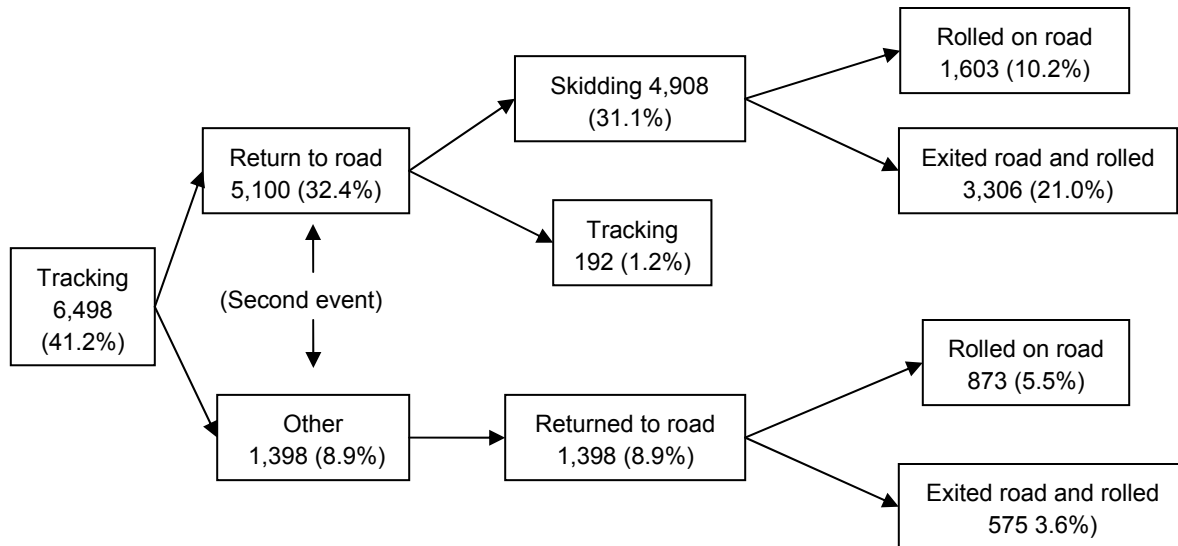 Tracking
6,498
(41.2%)
Return to road
5,100 (32.4%)
(Second event)
Other
1,398 (8.9%)
Skidding 4,908
(31.1%)
Tracking
192 (1.2%)
Returned to road
1,398 (8.9%)
Rolled on road
1,603 (10.2%)
Exited road and rolled
3,306 (21.0%)
Rolled on road
873 (5.5%)
Exited road and rolled
575 3.6%)